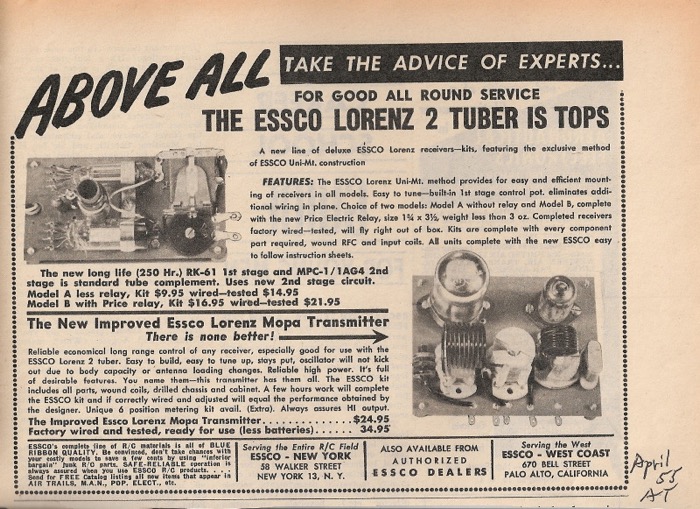 ABOVE ALL
TAKE THE ADVICE OF EXPERTS...
FOR GOOD ALL ROUND SERVICE
THE ESSCO LORENZ 2 TUBER IS TOPS
A new line of deluxe ESSCO Lorenz receivers—kits, featuring the exclusive method
of ESSCO Uni-Mt. construction
FEATURES: The ESSCO Lorenz Uni-Mt. method provides for easy and efficient mount-
ing of receivers in all models. Easy to tune—built-in 1st stage control pot. eliminates addi-
tional wiring in plane. Choice of two models: Model A without relay and Model B, complete
with the new Price Electric Relay, size 1¾ x 3½, weight less than 3 oz. Completed receivers
factory wired—tested, will fly right out of box. Kits are complete with every component
part required, wound RFC and input coils. All units complete with the new ESSCO easy
to follow instruction sheets.
The new long life (250 Hr.) RK-61 1st stage and MPC-1/1AG4 2nd
stage is standard tube complement. Uses new 2nd stage circuit.
Model A less relay, Kit $9.95 wired—tested $14.95
Model B with Price relay, Kit $16.95 wired—tested $21.95
The New Improved Essco Lorenz Mopa Transmitter
There is none better!
Reliable economical long range control of any receiver, especially good for use with the
ESSCO Lorenz 2 tuber. Easy to build, easy to tune up, stays put, oscillator will not kick
out due to body capacity or antenna loading changes. Reliable high power. It's full
of desirable features. You name them—this transmitter has them all. The ESSCO kit
includes all parts, wound coils, drilled chassis and cabinet. A few hours work will complete
the ESSCO kit and if correctly wired and adjusted will equal the performance obtained by
the designer. Unique 6 position metering kit avail. (Extra). Always assures HI output.
The Improved Essco Lorenz Mopa Transmitter.............$24.95
Factory wired and tested, ready for use (less batteries)...... 34.95
ESSCO'S complete line of R/C materials is all of BLUE
RIBBON QUALITY. Be convinced, don't take chances with
your costly models to save a few cents by using "inferior
bargain" junk R/C parts. SAFE-RELIABLE operation is
always assured when you use ESSCO R/C products. . . .
Send for FREE Catalog listing all new items that appear in
AIR TRAILS, M.A.N., POP. ELECT., etc.
Serving the Entire R/C Field
ESSCO - NEW YORK
58 WALKER STREET
NEW YORK 13, N. Y.
ALSO AVAILABLE FROM
AUTHORIZED
ESSCO DEALERS
Serving the West
ESSCO - WEST COAST
670 BELL STREET
PALO ALTO, CALIFORNIA
April
55
AT